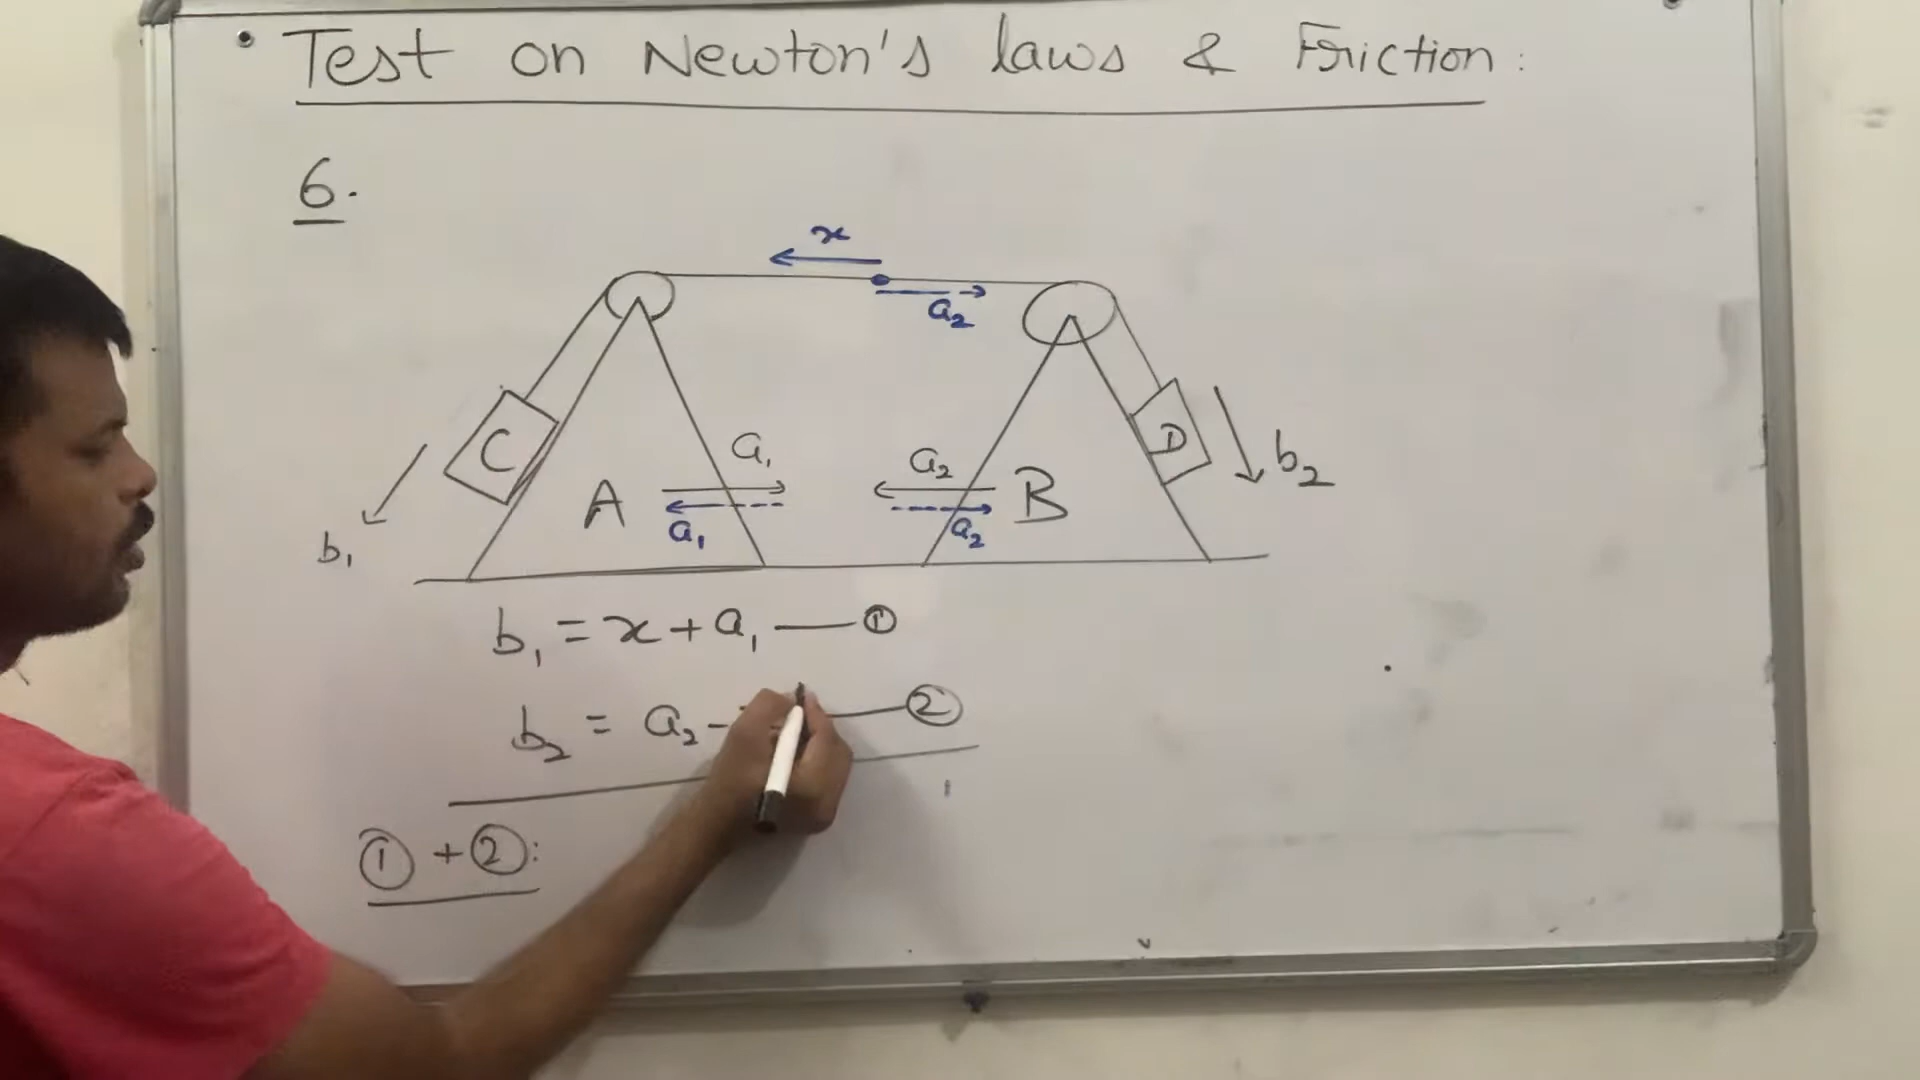 • Test on Newton's laws & Friction:
6.
x
a₂
C
A
a₁
a₁
a₂
a₂
B
D
b₂
b₁
b₁ = x + a₁ —— ①
b₂ = a₂ - —— ②
① + ②: